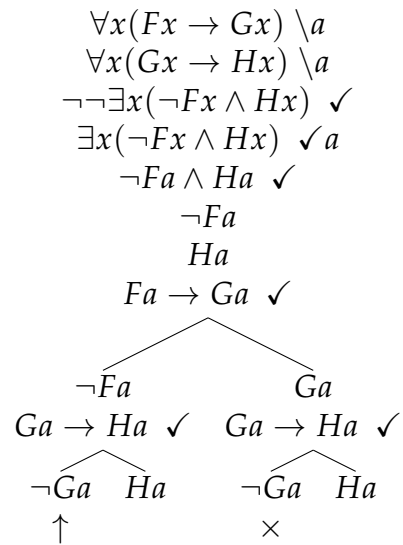 ∀x(Fx → Gx) \a
∀x(Gx → Hx) \a
¬¬∃x(¬Fx ∧ Hx) ✓
∃x(¬Fx ∧ Hx) ✓a
¬Fa ∧ Ha ✓
¬Fa
Ha
Fa → Ga ✓
¬Fa Ga
Ga → Ha ✓ Ga → Ha ✓
¬Ga Ha ¬Ga Ha
↑ ×